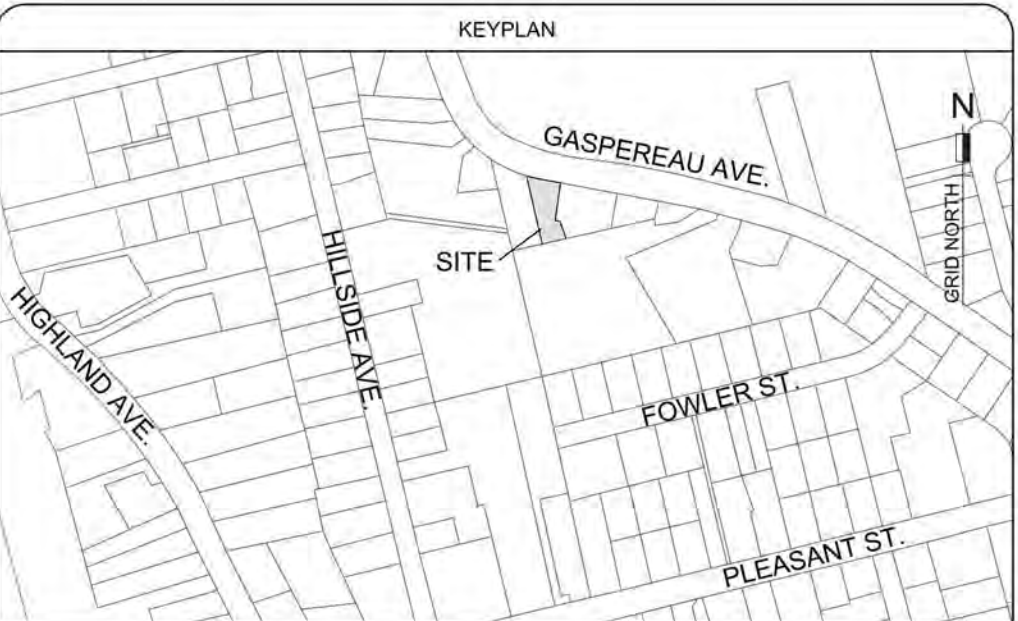 KEYPLAN
N
GASPEREAU AVE.
GRID NORTH
SITE
HILLSIDE AVE.
HIGHLAND AVE.
FOWLER ST.
PLEASANT ST.